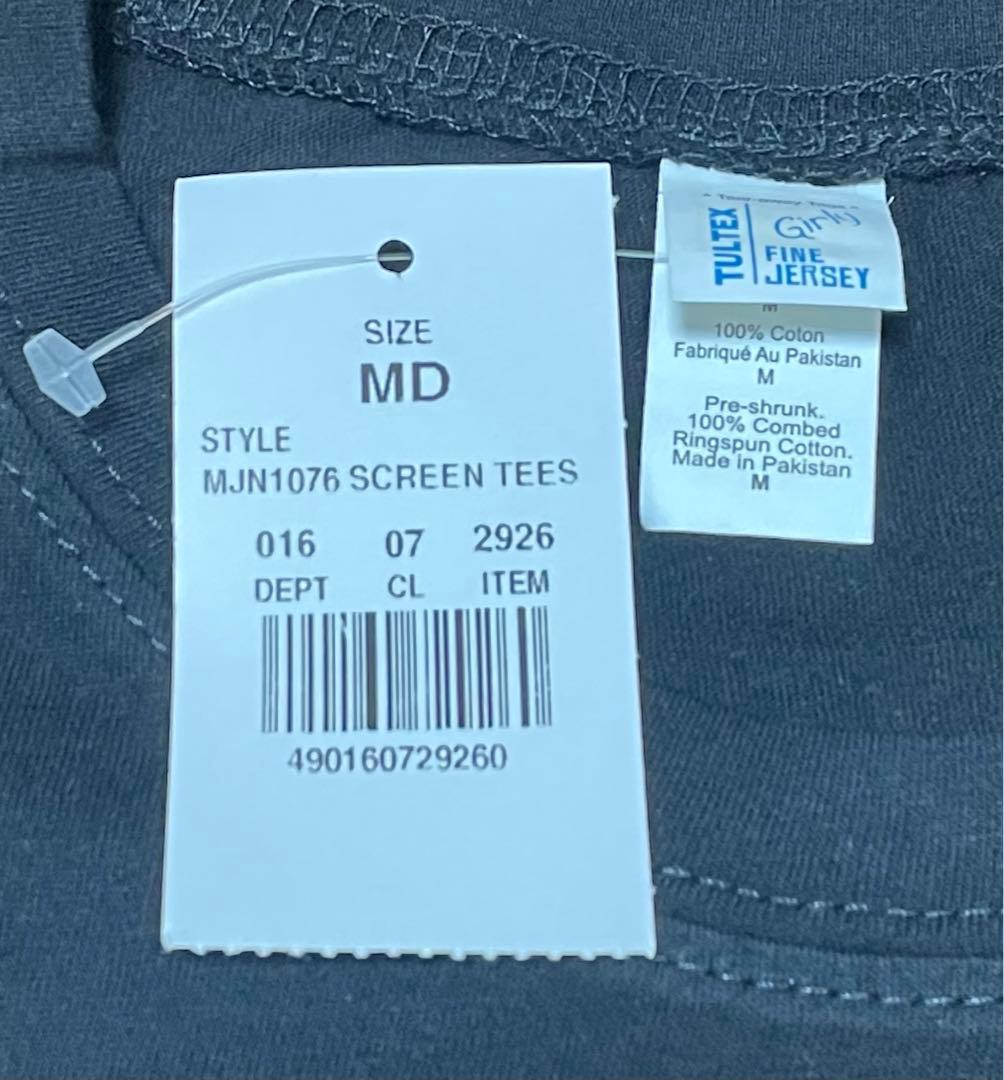 SIZE
MD
STYLE
MJN1076 SCREEN TEES
016 07 2926
DEPT CL ITEM
490160729260
TULTEX
Girly
FINE
JERSEY
M
100% Coton
Fabriqué Au Pakistan
M
Pre-shrunk.
100% Combed
Ringspun Cotton.
Made in Pakistan
M